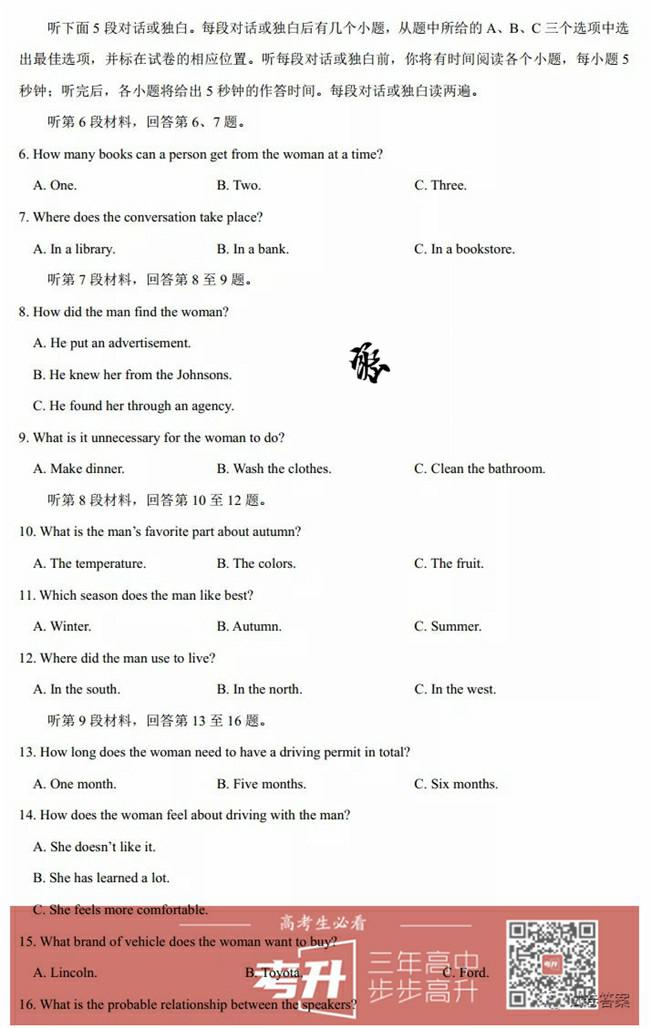 听下面 5 段对话或独白。每段对话或独白后有几个小题，从题中所给的 A、B、C 三个选项中选
出最佳选项，并标在试卷的相应位置。听每段对话或独白前，你将有时间阅读各个小题，每小题 5
秒钟；听完后，各小题将给出 5 秒钟的作答时间。每段对话或独白读两遍。
听第 6 段材料，回答第 6、7 题。
6. How many books can a person get from the woman at a time?
A. One. B. Two. C. Three.
7. Where does the conversation take place?
A. In a library. B. In a bank. C. In a bookstore.
听第 7 段材料，回答第 8 至 9 题。
8. How did the man find the woman?
A. He put an advertisement.
B. He knew her from the Johnsons.
C. He found her through an agency.
9. What is it unnecessary for the woman to do?
A. Make dinner. B. Wash the clothes. C. Clean the bathroom.
听第 8 段材料，回答第 10 至 12 题。
10. What is the man's favorite part about autumn?
A. The temperature. B. The colors. C. The fruit.
11. Which season does the man like best?
A. Winter. B. Autumn. C. Summer.
12. Where did the man use to live?
A. In the south. B. In the north. C. In the west.
听第 9 段材料，回答第 13 至 16 题。
13. How long does the woman need to have a driving permit in total?
A. One month. B. Five months. C. Six months.
14. How does the woman feel about driving with the man?
A. She doesn't like it.
B. She has learned a lot.
C. She feels more comfortable.
高考生必看
15. What brand of vehicle does the woman want to buy?
A. Lincoln. B. Toyota. C. Ford.
考升
三年高中
步步高升
考升
16. What is the probable relationship between the speakers?
答案